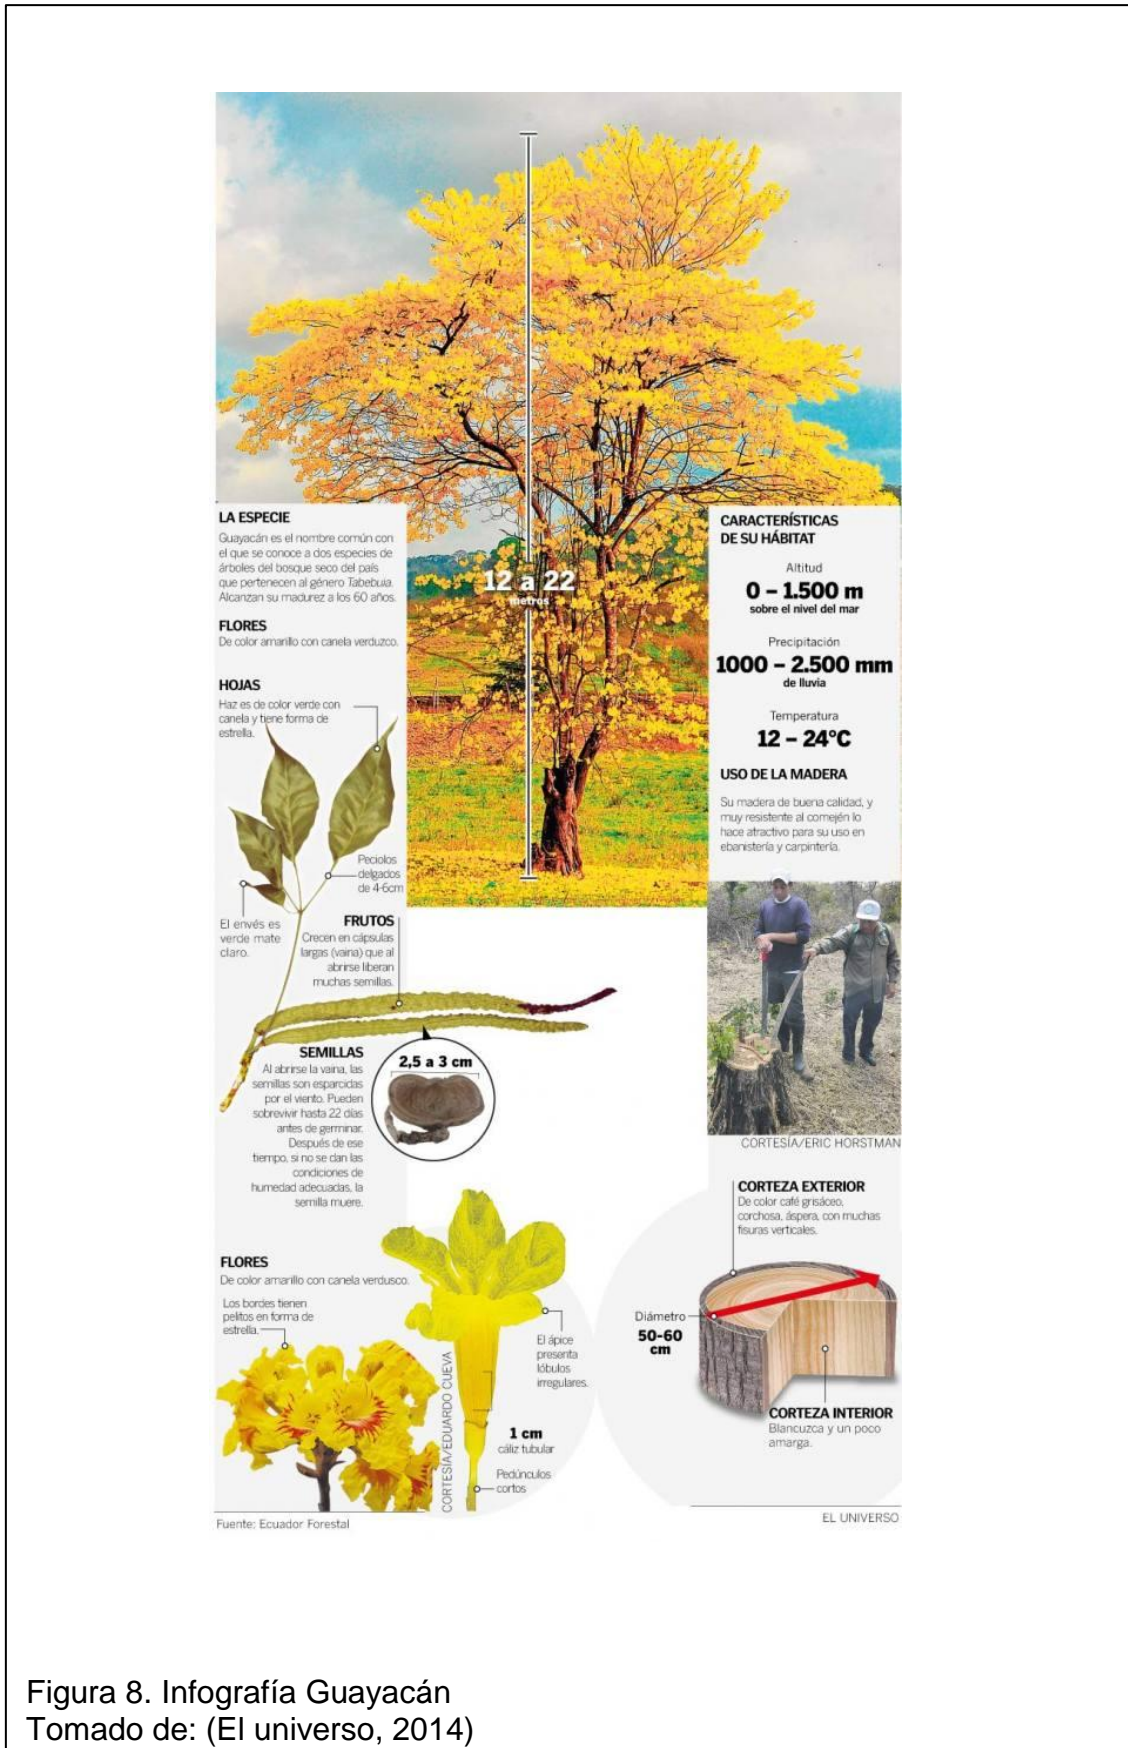 12 a 22
metros
LA ESPECIE
Guayacán es el nombre común con
el que se conoce a dos especies de
árboles del bosque seco del país
que pertenecen al género Tabebuia.
Alcanzan su madurez a los 60 años.
FLORES
De color amarillo con canela verduzco.
HOJAS
Haz es de color verde con
canela y tiene forma de
estrella.
Peciolos
delgados
de 4-6cm
El envés es
verde mate
claro.
FRUTOS
Crecen en cápsulas
largas (vaina) que al
abrirse liberan
muchas semillas.
SEMILLAS
Al abrirse la vaina, las
semillas son esparcidas
por el viento. Pueden
sobrevivir hasta 22 días
antes de germinar.
Después de ese
tiempo, si no se dan las
condiciones de
humedad adecuadas, la
semilla muere.
2,5 a 3 cm
FLORES
De color amarillo con canela verdusco.
Los bordes tienen
pelitos en forma de
estrella.
El ápice
presenta
lóbulos
irregulares.
1 cm
cáliz tubular
Pedúnculos
cortos
CORTESÍA/EDUARDO CUEVA
Fuente: Ecuador Forestal
CARACTERÍSTICAS
DE SU HÁBITAT
Altitud
0 – 1.500 m
sobre el nivel del mar
Precipitación
1000 – 2.500 mm
de lluvia
Temperatura
12 – 24°C
USO DE LA MADERA
Su madera de buena calidad, y
muy resistente al comején lo
hace atractivo para su uso en
ebanistería y carpintería.
CORTESÍA/ERIC HORSTMAN
CORTEZA EXTERIOR
De color café grisáceo,
corchosa, áspera, con muchas
fisuras verticales.
Diámetro
50-60
cm
CORTEZA INTERIOR
Blancuzca y un poco
amarga.
EL UNIVERSO
Figura 8. Infografía Guayacán
Tomado de: (El universo, 2014)